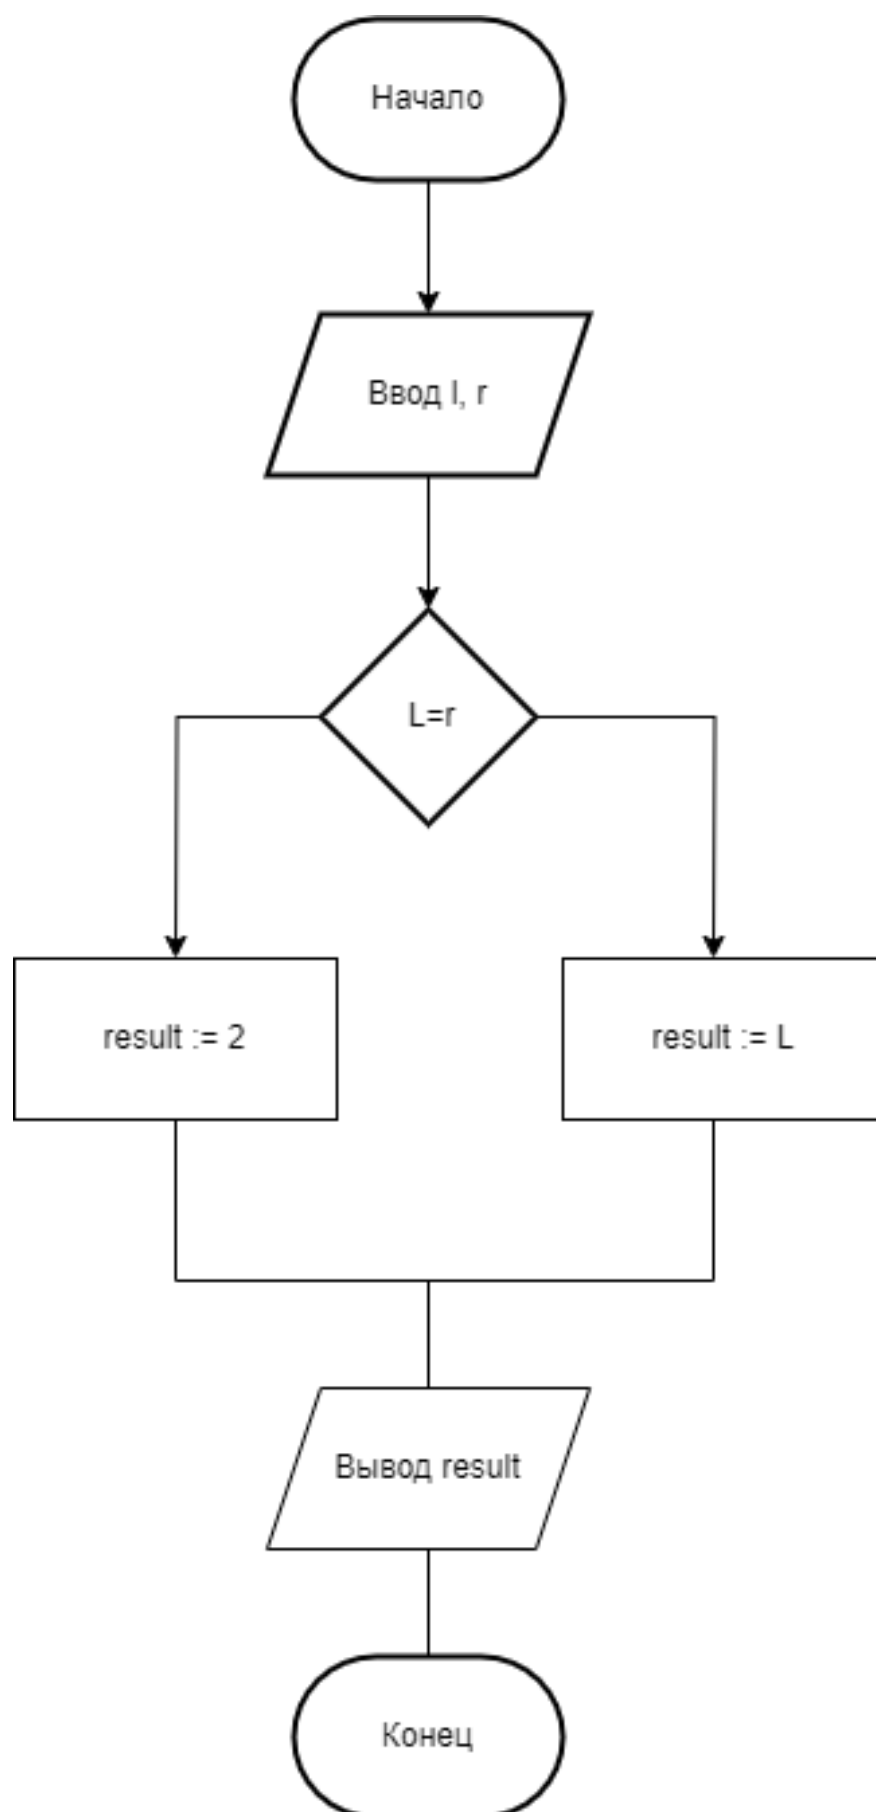 Начало
Ввод l, r
L=r
result := 2
result := L
Вывод result
Конец